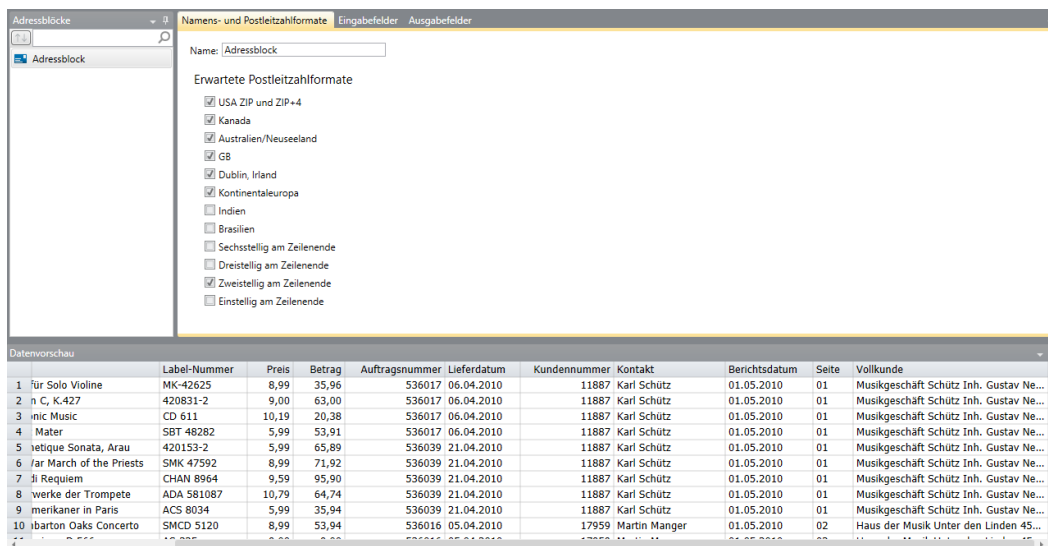 Adressblöcke
Namens- und Postleitzahlformate Eingabefelder Ausgabefelder
Adressblock
Name: Adressblock
Erwartete Postleitzahlformate
USA ZIP und ZIP+4
Kanada
Australien/Neuseeland
GB
Dublin, Irland
Kontinentaleuropa
Indien
Brasilien
Sechsstellig am Zeilenende
Dreistellig am Zeilenende
Zweistellig am Zeilenende
Einstellig am Zeilenende
Datenvorschau
Label-Nummer Preis Betrag Auftragsnummer Lieferdatum Kundennummer Kontakt Berichtsdatum Seite Vollkunde
1 für Solo Violine MK-42625 8,99 35,96 536017 06.04.2010 11887 Karl Schütz 01.05.2010 01 Musikgeschäft Schütz Inh. Gustav Ne...
2 n C, K.427 420831-2 9,00 63,00 536017 06.04.2010 11887 Karl Schütz 01.05.2010 01 Musikgeschäft Schütz Inh. Gustav Ne...
3 onic Music CD 611 10,19 20,38 536017 06.04.2010 11887 Karl Schütz 01.05.2010 01 Musikgeschäft Schütz Inh. Gustav Ne...
4 Mater SBT 48282 5,99 53,91 536017 06.04.2010 11887 Karl Schütz 01.05.2010 01 Musikgeschäft Schütz Inh. Gustav Ne...
5 hetique Sonata, Arau 420153-2 5,99 65,89 536039 21.04.2010 11887 Karl Schütz 01.05.2010 01 Musikgeschäft Schütz Inh. Gustav Ne...
6 War March of the Priests SMK 47592 8,99 71,92 536039 21.04.2010 11887 Karl Schütz 01.05.2010 01 Musikgeschäft Schütz Inh. Gustav Ne...
7 di Requiem CHAN 8964 9,59 95,90 536039 21.04.2010 11887 Karl Schütz 01.05.2010 01 Musikgeschäft Schütz Inh. Gustav Ne...
8 rwerke der Trompete ADA 581087 10,79 64,74 536039 21.04.2010 11887 Karl Schütz 01.05.2010 01 Musikgeschäft Schütz Inh. Gustav Ne...
9 merikaner in Paris ACS 8034 5,99 35,94 536039 21.04.2010 11887 Karl Schütz 01.05.2010 01 Musikgeschäft Schütz Inh. Gustav Ne...
10 nbarton Oaks Concerto SMCD 5120 8,99 53,94 536016 05.04.2010 17959 Martin Manger 01.05.2010 02 Haus der Musik Unter den Linden 45...